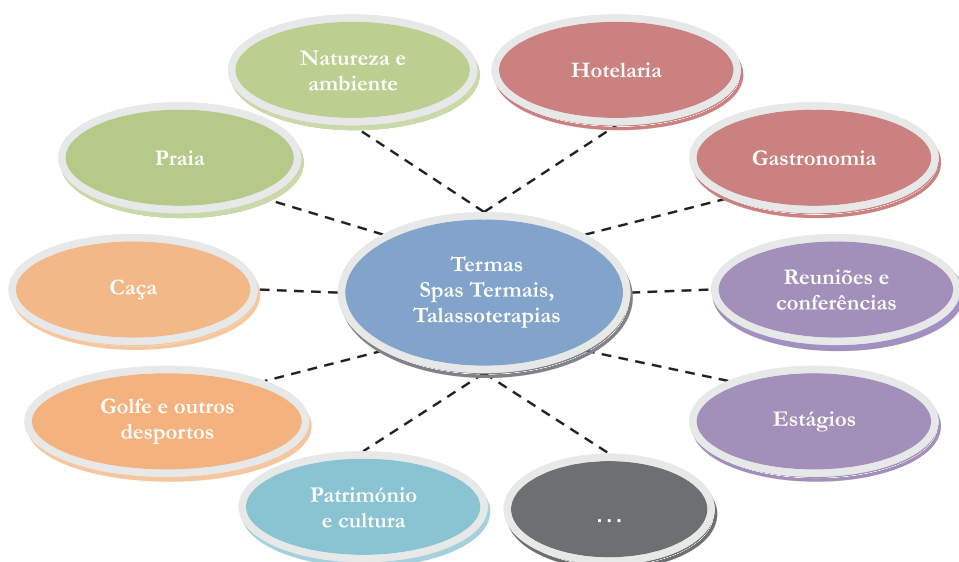 Natureza e
ambiente
Hotelaria
Praia
Gastronomia
Termas
Spas Termais,
Talassoterapias
Caça
Reuniões e
conferências
Golfe e outros
desportos
Estágios
Património
e cultura
...